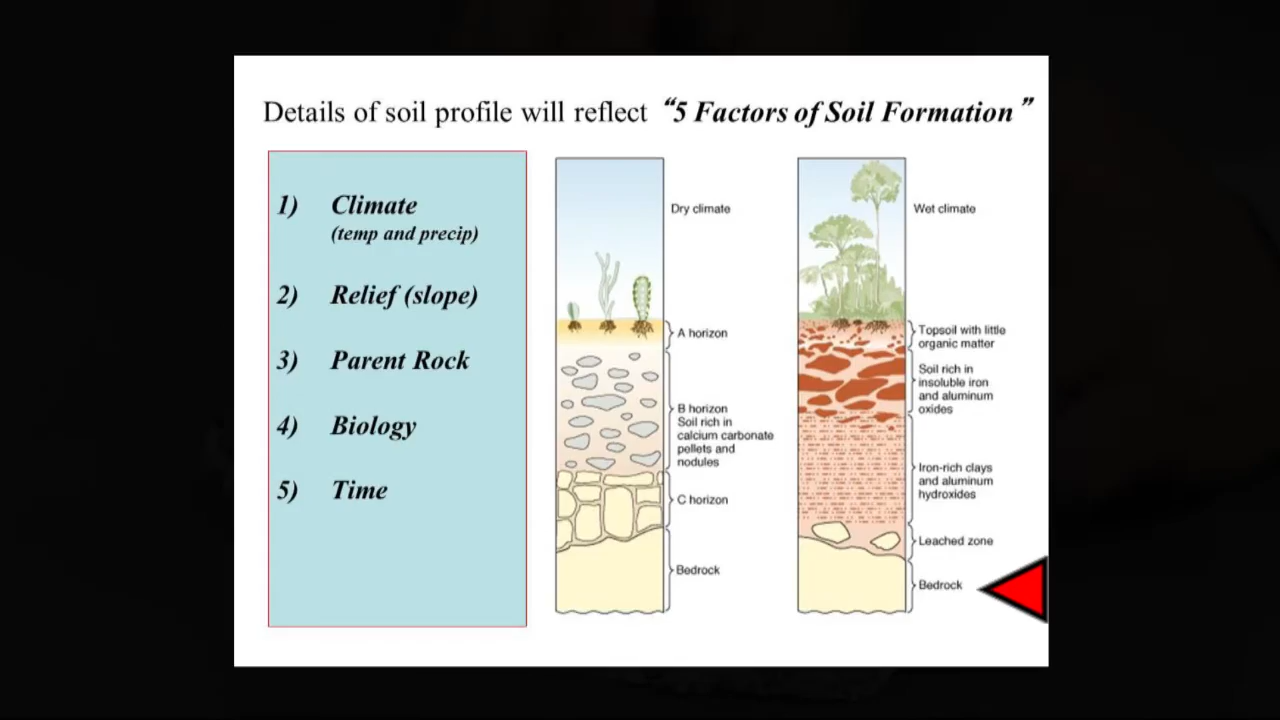 Details of soil profile will reflect “5 Factors of Soil Formation”
1) Climate
(temp and precip)
2) Relief (slope)
3) Parent Rock
4) Biology
5) Time
Dry climate
A horizon
B horizon
Soil rich in
calcium carbonate
pellets and
nodules
C horizon
Bedrock
Wet climate
Topsoil with little
organic matter
Soil rich in
insoluble iron
and aluminum
oxides
Iron-rich clays
and aluminum
hydroxides
Leached zone
Bedrock